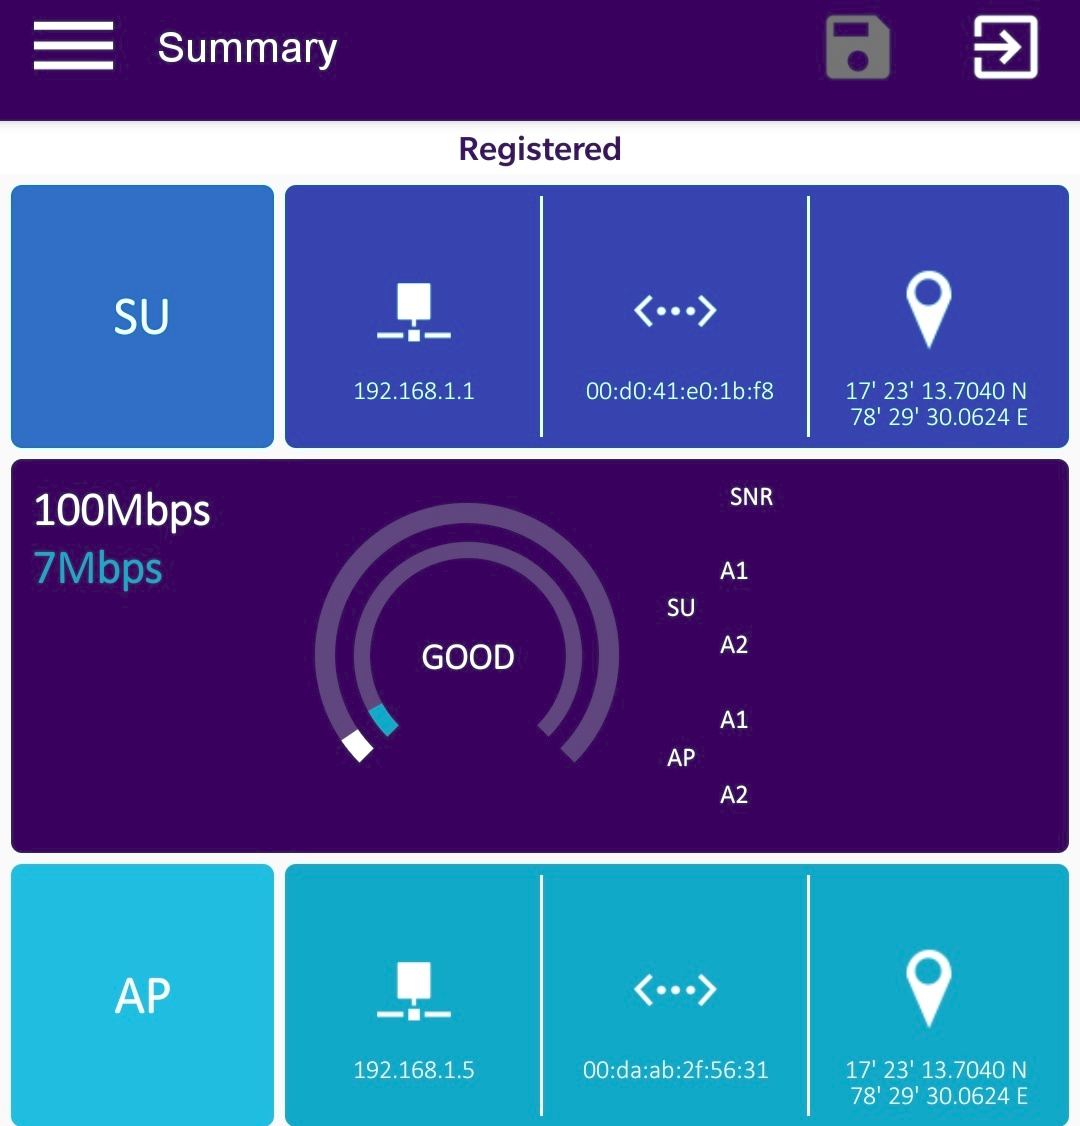 Summary
Registered
SU
192.168.1.1
00:d0:41:e0:1b:f8
17' 23' 13.7040 N
78' 29' 30.0624 E
100Mbps
7Mbps
GOOD
SNR
A1
SU
A2
A1
AP
A2
AP
192.168.1.5
00:da:ab:2f:56:31
17' 23' 13.7040 N
78' 29' 30.0624 E